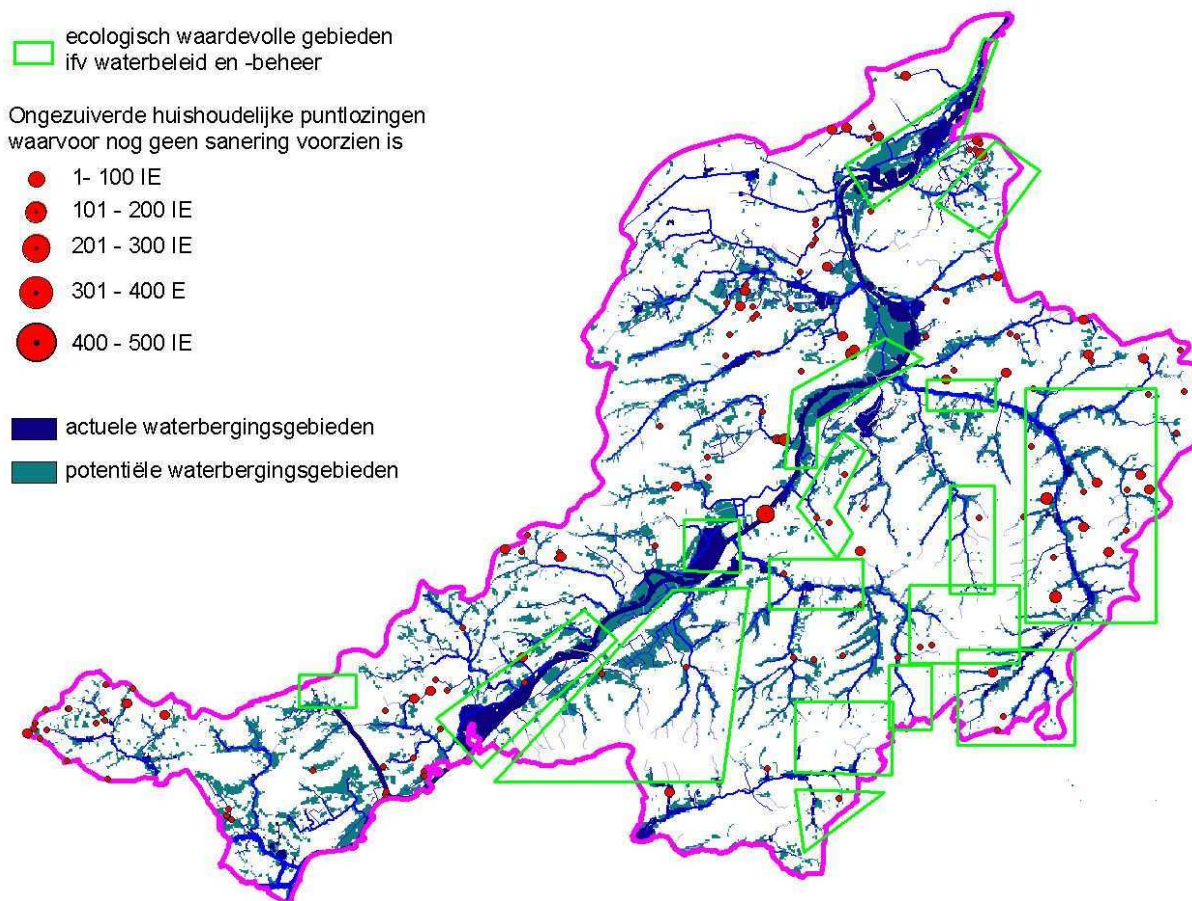 ecologisch waardevolle gebieden
ifv waterbeleid en -beheer
Ongezuiverde huishoudelijke puntlozingen
waarvoor nog geen sanering voorzien is
1- 100 IE
101 - 200 IE
201 - 300 IE
301 - 400 E
400 - 500 IE
actuele waterbergingsgebieden
potentiële waterbergingsgebieden